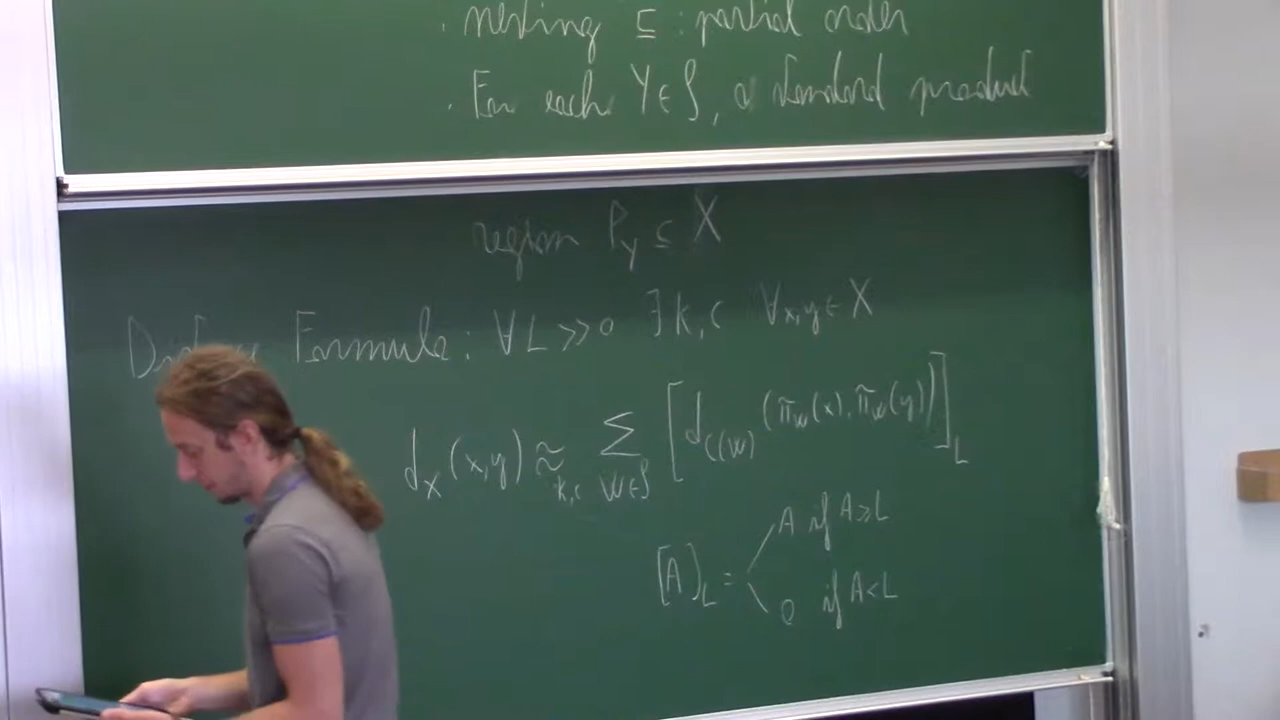 · nesting ⊑ : partial order
· For each Y ∈ 𝔖, a standard product
region P_Y ⊆ X
Formula : ∀L ≫ 0 ∃ K, C ∀x,y ∈ X
d_X (x,y) ≈_{K,C} ∑_{W∈𝔖} [ d_{C(W)} (π_W(x), π_W(y)) ]_L
[A]_L = A if A ≥ L
0 if A < L